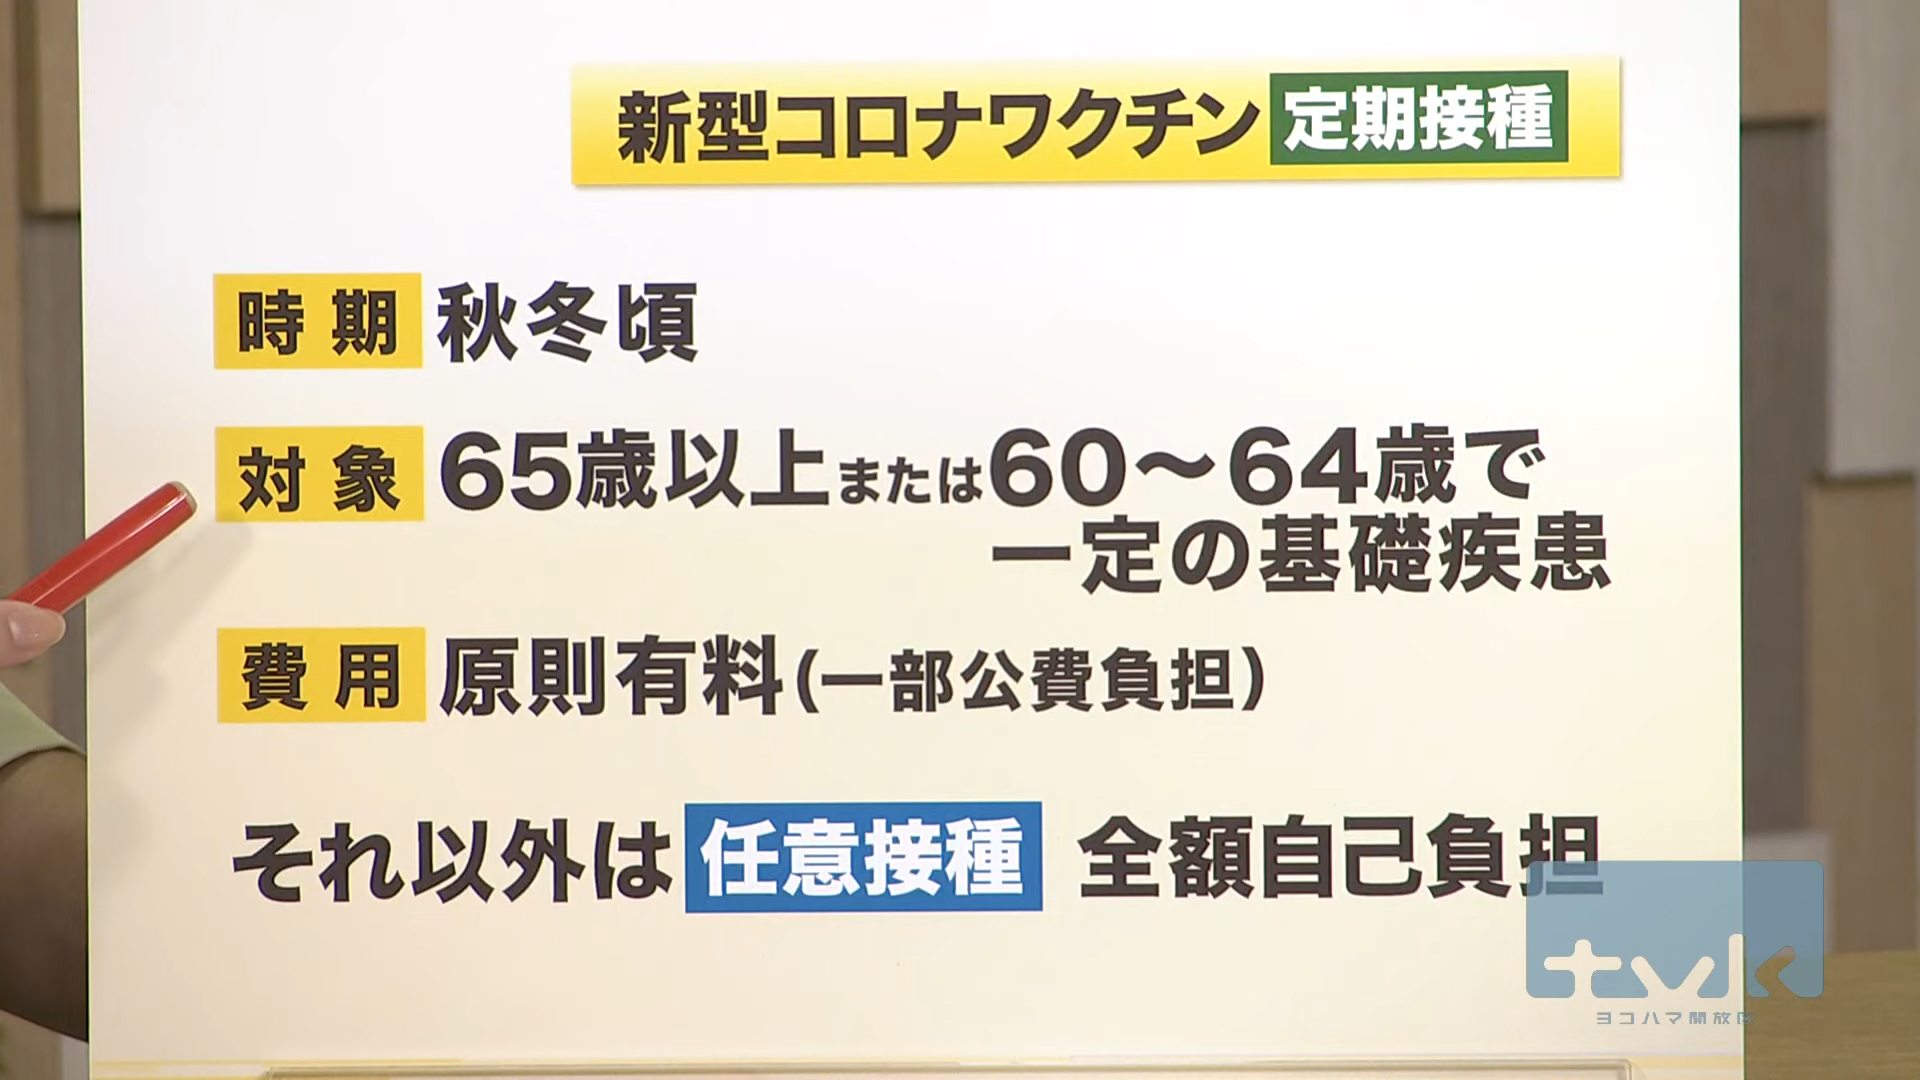 新型コロナワクチン 定期接種
時期 秋冬頃
対象 65歳以上または60〜64歳で
一定の基礎疾患
費用 原則有料(一部公費負担)
それ以外は 任意接種 全額自己負担
tvk
ヨコハマ開放区